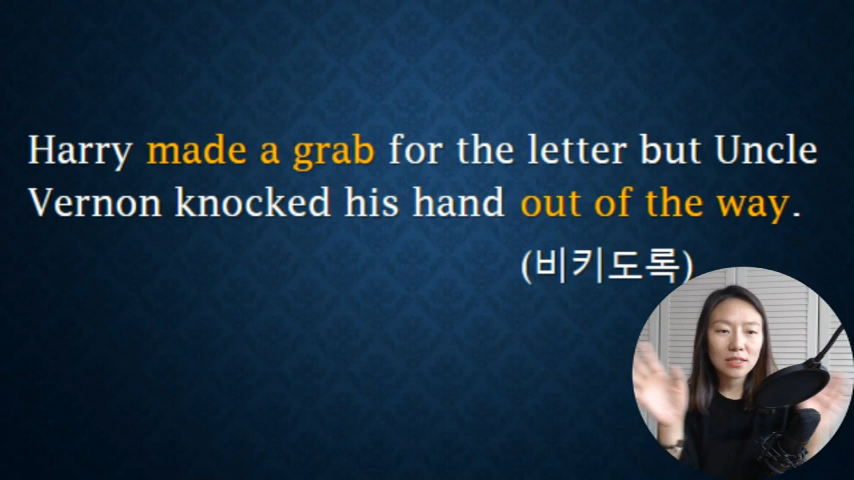 Harry made a grab for the letter but Uncle
Vernon knocked his hand out of the way.
(비키도록)